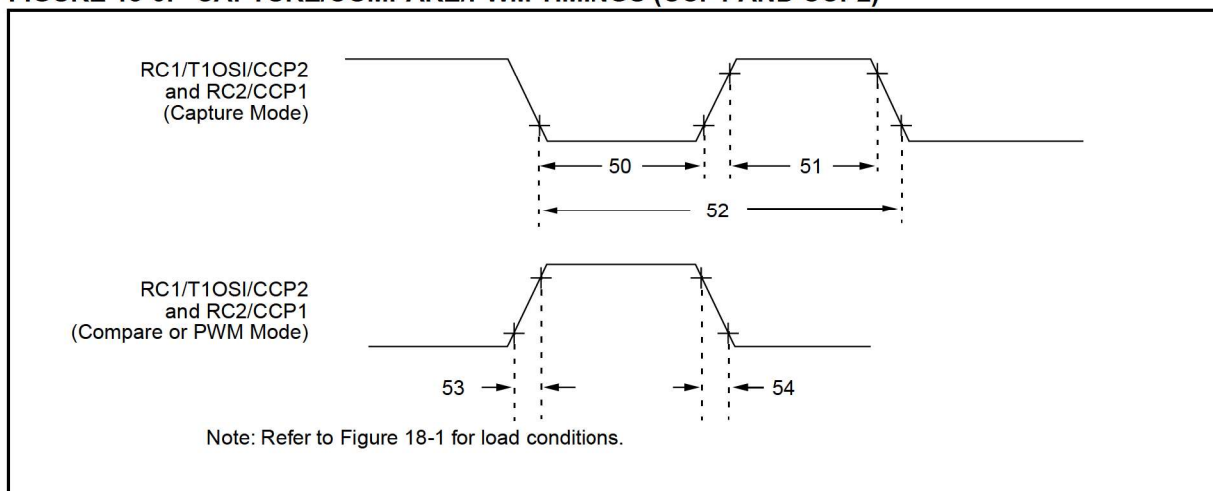 RC1/T1OSI/CCP2
and RC2/CCP1
(Capture Mode)
50
51
52
RC1/T1OSI/CCP2
and RC2/CCP1
(Compare or PWM Mode)
53
54
Note: Refer to Figure 18-1 for load conditions.